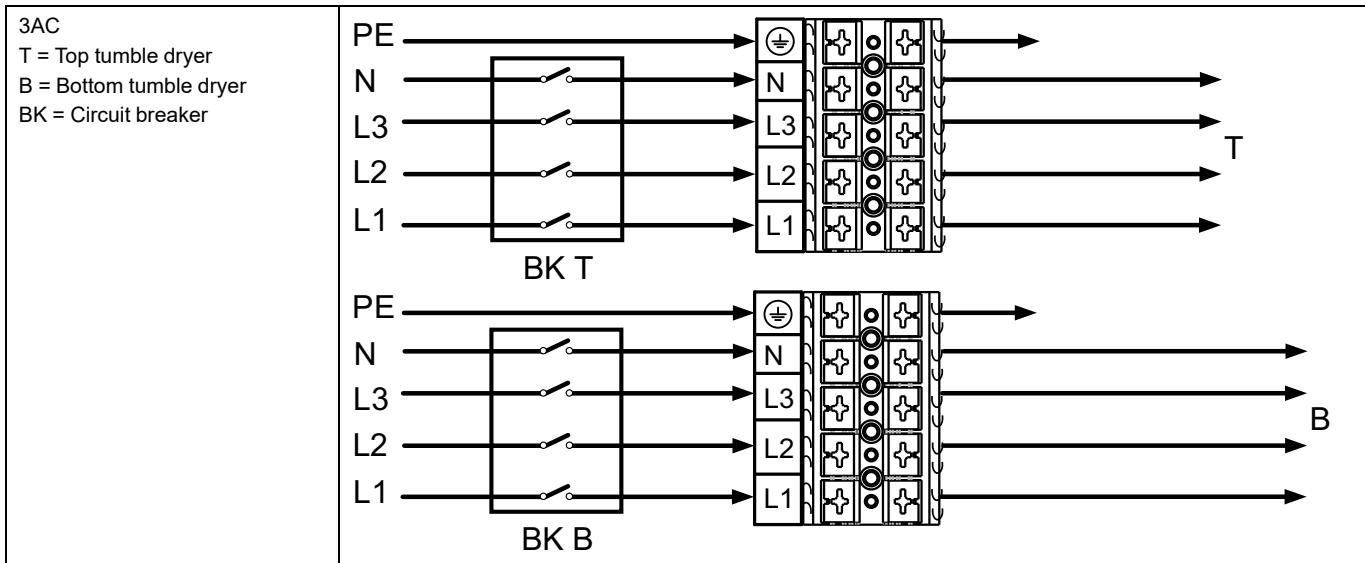 3AC
T = Top tumble dryer
B = Bottom tumble dryer
BK = Circuit breaker
PE
N N
L3 L3
T
L2 L2
L1 L1
BK T
PE
N N
L3 L3
B
L2 L2
L1 L1
BK B